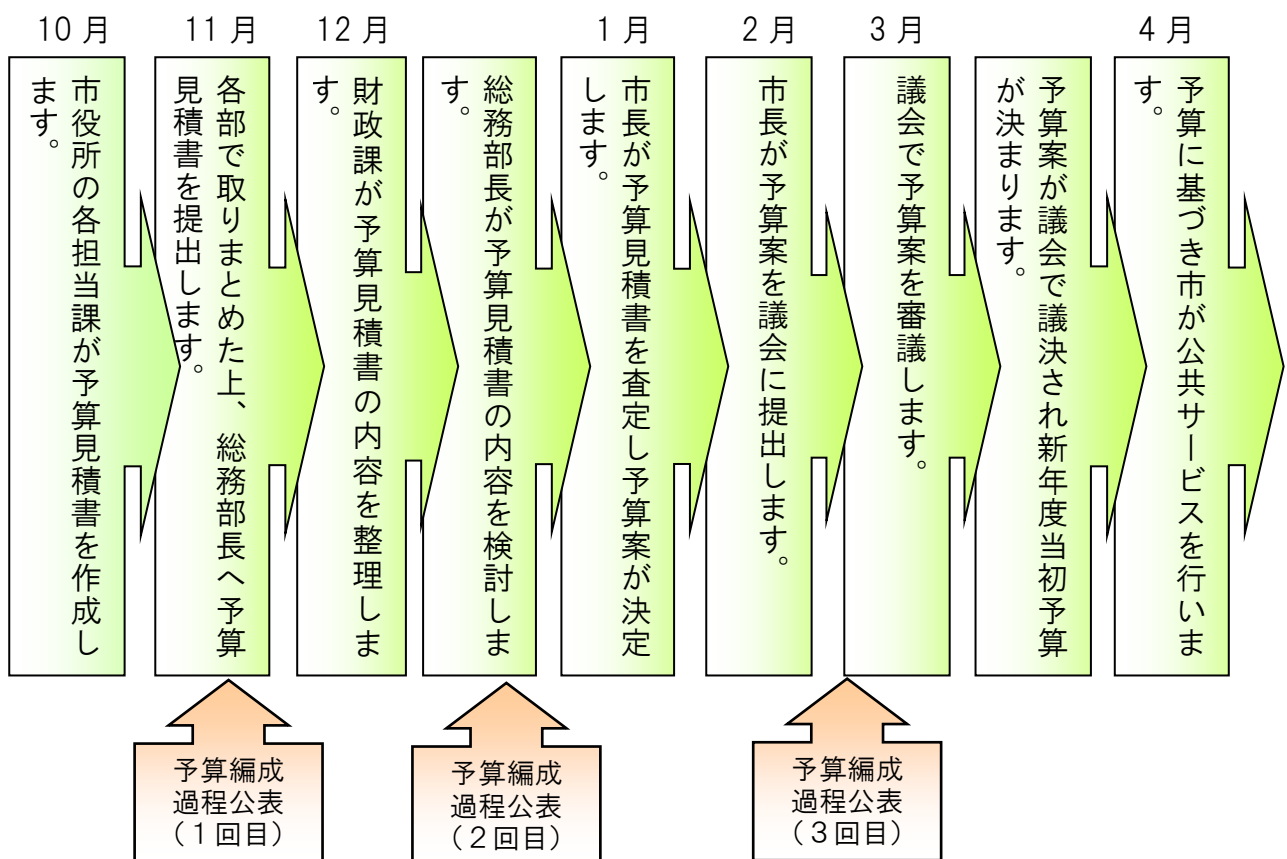 10月
11月
12月
1月
2月
3月
4月
市役所の各担当課が予算見積書を作成し
ます。
各部で取りまとめた上、総務部長へ予算
見積書を提出します。
財政課が予算見積書の内容を整理しま
す。
総務部長が予算見積書の内容を検討しま
す。
市長が予算見積書を査定し予算案が決定
します。
市長が予算案を議会に提出します。
議会で予算案を審議します。
予算案が議会で議決され新年度当初予算
が決まります。
予算に基づき市が公共サービスを行いま
す。
予算編成
過程公表
(1回目)
予算編成
過程公表
(2回目)
予算編成
過程公表
(3回目)